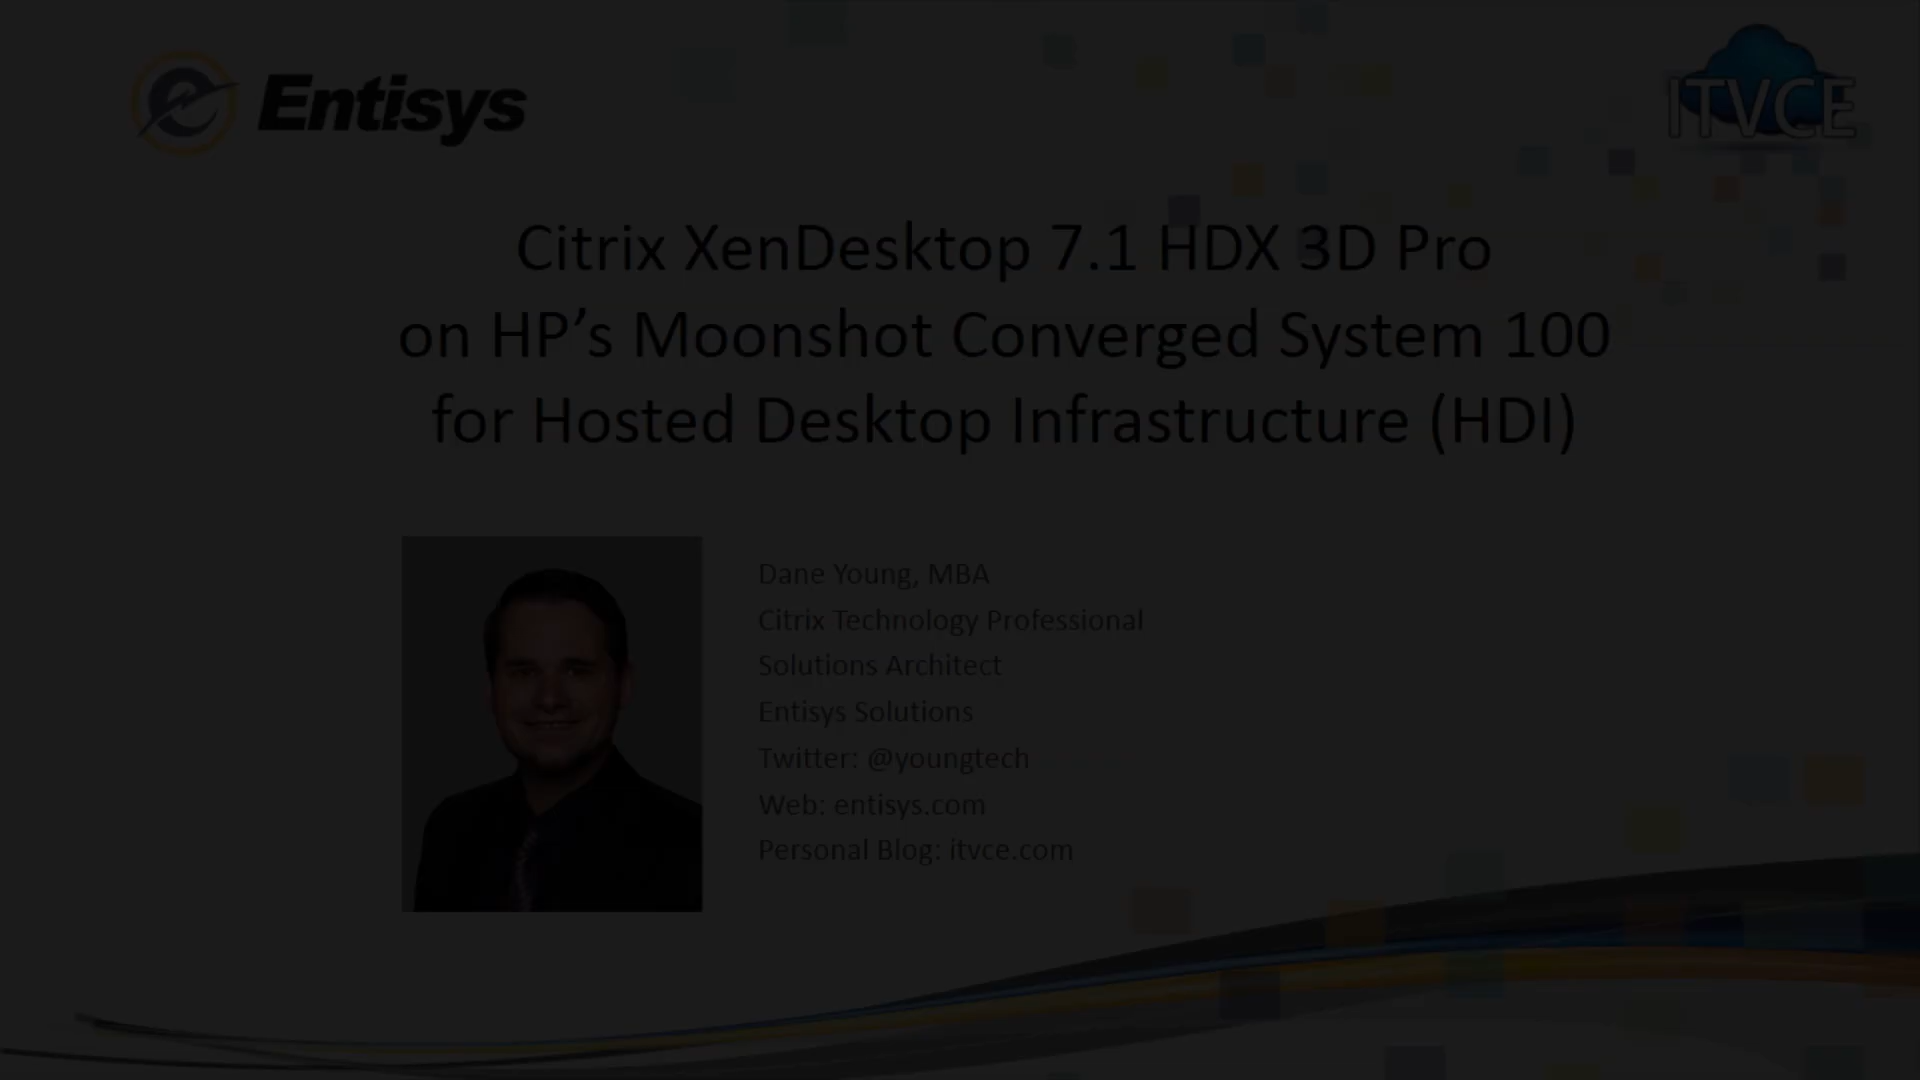 Entisys
ITVCE
Citrix XenDesktop 7.1 HDX 3D Pro
on HP’s Moonshot Converged System 100
for Hosted Desktop Infrastructure (HDI)
Dane Young, MBA
Citrix Technology Professional
Solutions Architect
Entisys Solutions
Twitter: @youngtech
Web: entisys.com
Personal Blog: itvce.com